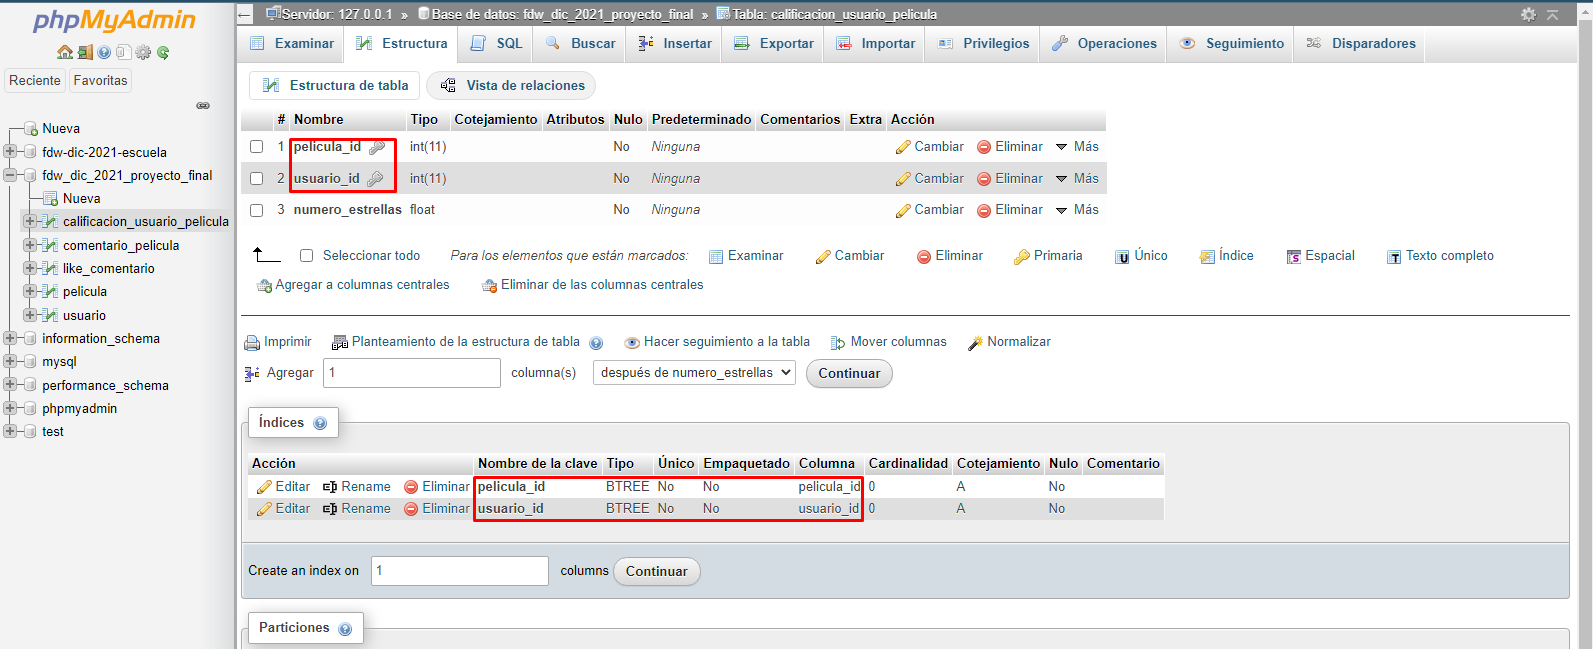 phpMyAdmin
Reciente Favoritas
Nueva
fdw-dic-2021-escuela
fdw_dic_2021_proyecto_final
Nueva
calificacion_usuario_pelicula
comentario_pelicula
like_comentario
pelicula
usuario
information_schema
mysql
performance_schema
phpmyadmin
test
Servidor: 127.0.0.1 » Base de datos: fdw_dic_2021_proyecto_final » Tabla: calificacion_usuario_pelicula
Examinar Estructura SQL Buscar Insertar Exportar Importar Privilegios Operaciones Seguimiento Disparadores
Estructura de tabla Vista de relaciones
# Nombre Tipo Cotejamiento Atributos Nulo Predeterminado Comentarios Extra Acción
1 pelicula_id int(11) No Ninguna Cambiar Eliminar Más
2 usuario_id int(11) No Ninguna Cambiar Eliminar Más
3 numero_estrellas float No Ninguna Cambiar Eliminar Más
Seleccionar todo Para los elementos que están marcados: Examinar Cambiar Eliminar Primaria Único Índice Espacial Texto completo
Agregar a columnas centrales Eliminar de las columnas centrales
Imprimir Planteamiento de la estructura de tabla Hacer seguimiento a la tabla Mover columnas Normalizar
Agregar 1 columna(s) después de numero_estrellas Continuar
Índices
Acción Nombre de la clave Tipo Único Empaquetado Columna Cardinalidad Cotejamiento Nulo Comentario
Editar Rename Eliminar pelicula_id BTREE No No pelicula_id 0 A No
Editar Rename Eliminar usuario_id BTREE No No usuario_id 0 A No
Create an index on 1 columns Continuar
Particiones